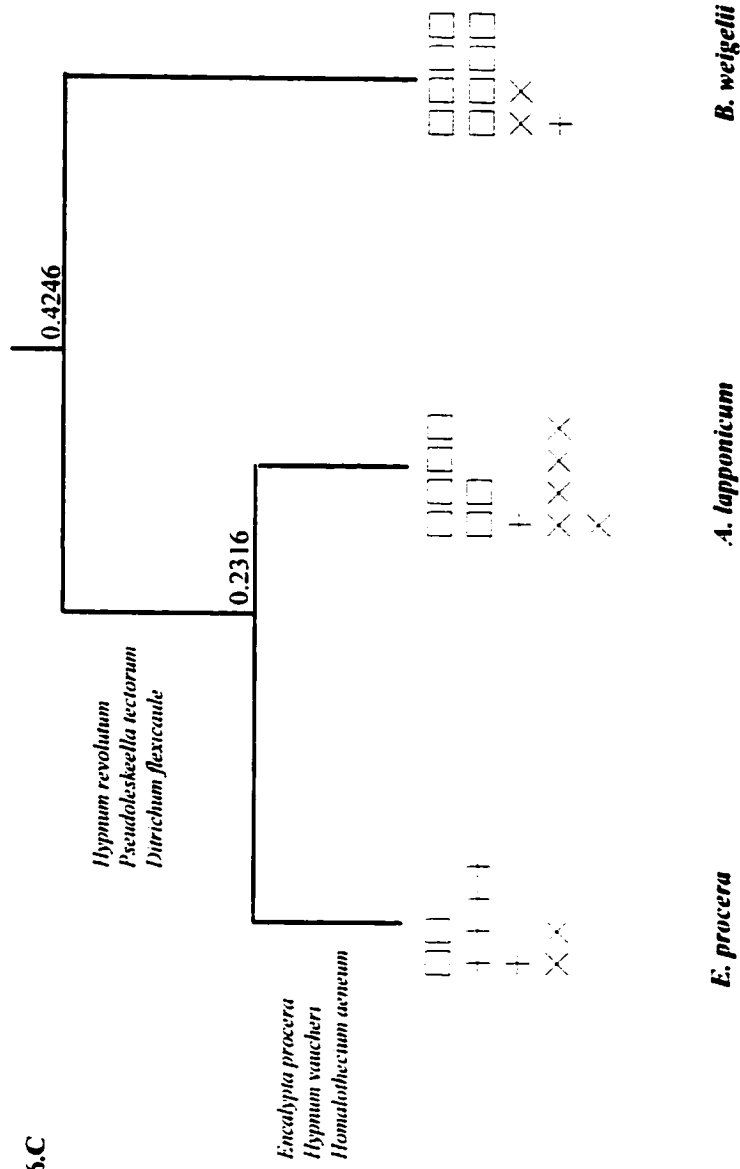 6.C
0.4246
Hypnum revolutum
Pseudoleskeella tectorum
Ditrichum flexicaule
0.2316
Encalypta procera
Hypnum vaucheri
Homalothecium aeneum
E. procera
A. lapponicum
B. weigelii